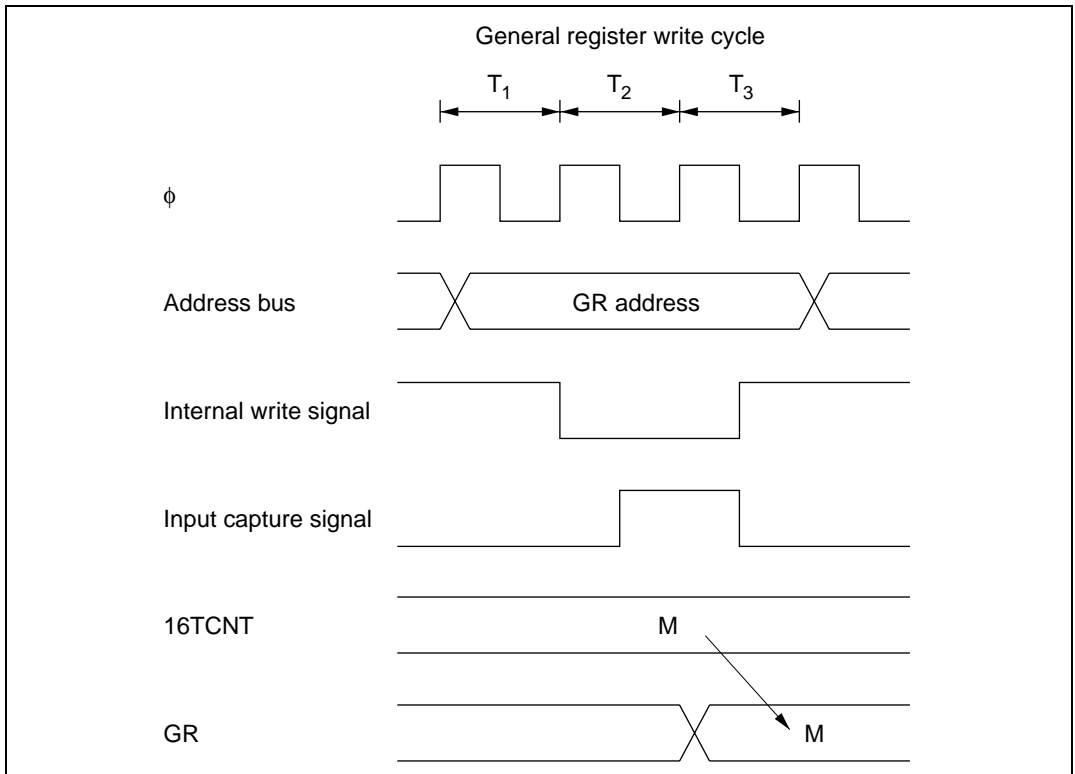 General register write cycle
T1 T2 T3
ϕ
Address bus GR address
Internal write signal
Input capture signal
16TCNT M
GR M